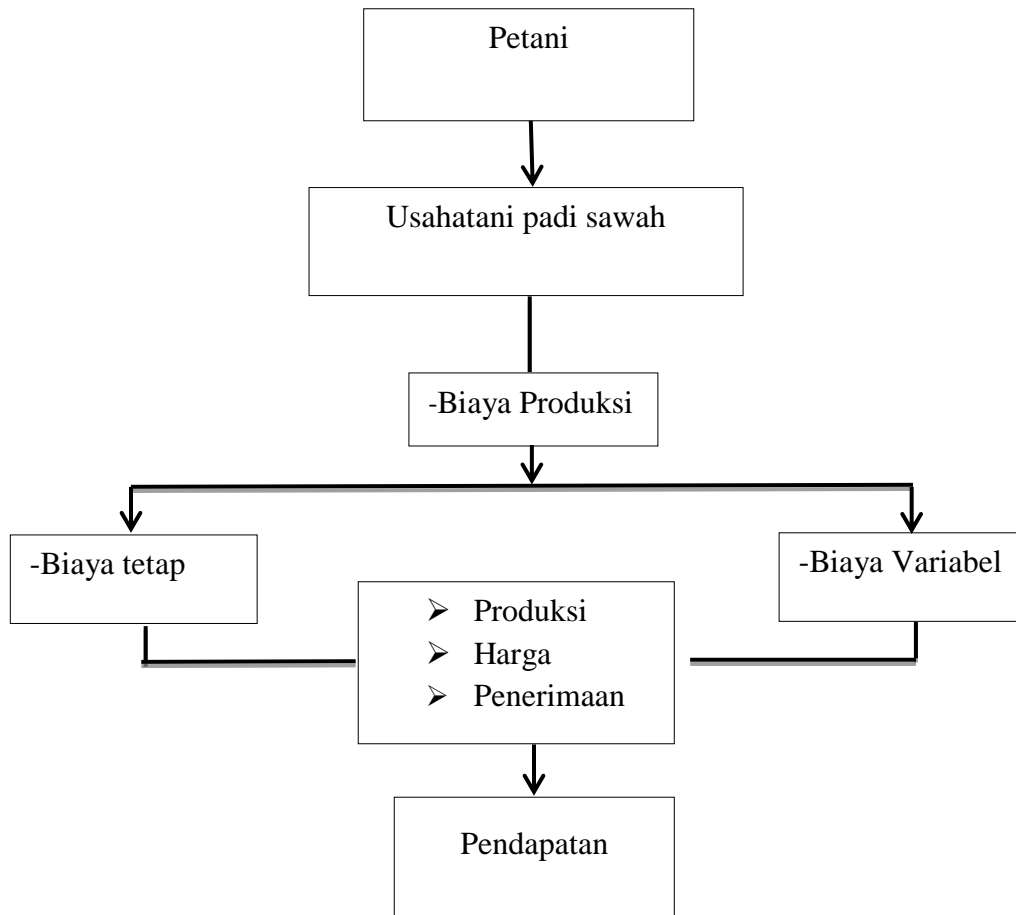 Petani
Usahatani padi sawah
-Biaya Produksi
-Biaya tetap
-Biaya Variabel
➢ Produksi
➢ Harga
➢ Penerimaan
Pendapatan